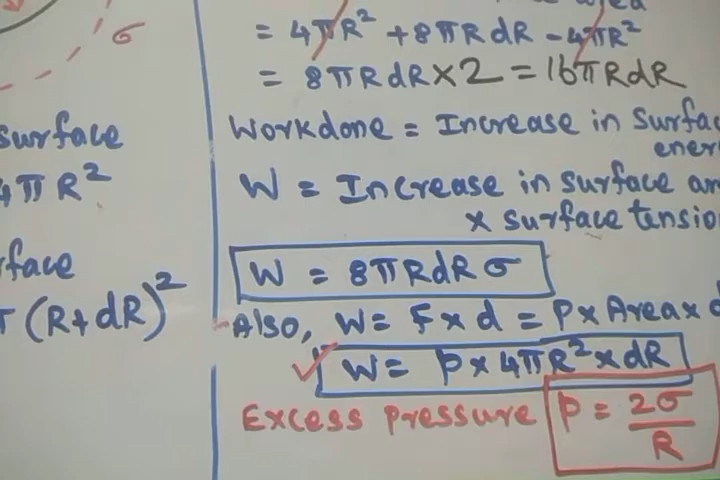 σ
surface
4πR²
face
(R+dR)²
= 4πR² + 8πRdR - 4πR²
= 8πRdR×2 = 16πRdR
Workdone = Increase in surfac
ener
W = Increase in surface ar
× surface tensio
W = 8πRdRσ
Also, W = F×d = P×Area×d
W = P×4πR²×dR
Excess Pressure P = 2σ/R